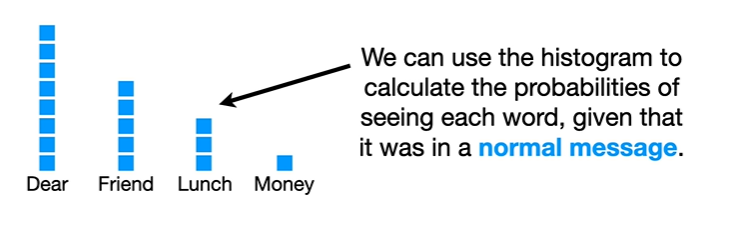 We can use the histogram to
calculate the probabilities of
seeing each word, given that
it was in a normal message.
Dear Friend Lunch Money